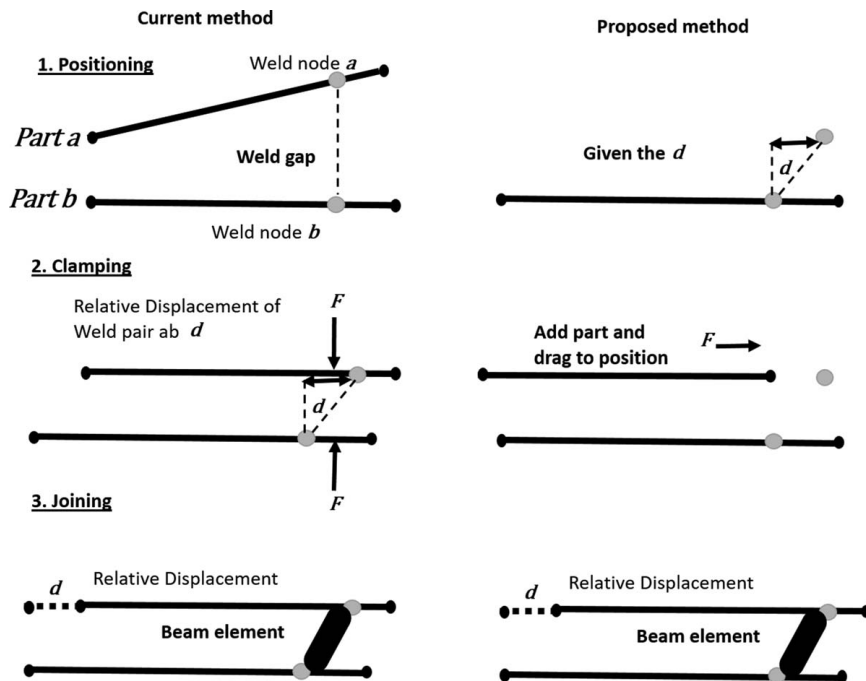 Current method
Proposed method
1. Positioning
Weld node a
Part a
Weld gap
Given the d
d
Part b
Weld node b
2. Clamping
Relative Displacement of
Weld pair ab d
F
Add part and
drag to position
F
d
F
3. Joining
d
Relative Displacement
Beam element
d
Relative Displacement
Beam element